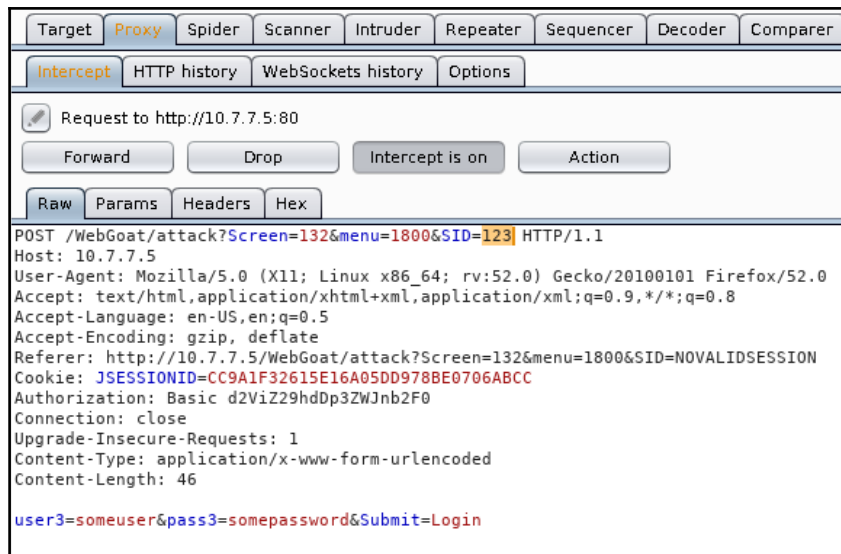 Target Proxy Spider Scanner Intruder Repeater Sequencer Decoder Comparer
Intercept HTTP history WebSockets history Options
Request to http://10.7.7.5:80
Forward Drop Intercept is on Action
Raw Params Headers Hex
POST /WebGoat/attack?Screen=132&menu=1800&SID=123 HTTP/1.1
Host: 10.7.7.5
User-Agent: Mozilla/5.0 (X11; Linux x86_64; rv:52.0) Gecko/20100101 Firefox/52.0
Accept: text/html,application/xhtml+xml,application/xml;q=0.9,*/*;q=0.8
Accept-Language: en-US,en;q=0.5
Accept-Encoding: gzip, deflate
Referer: http://10.7.7.5/WebGoat/attack?Screen=132&menu=1800&SID=NOVALIDSESSION
Cookie: JSESSIONID=CC9A1F32615E16A05DD978BE0706ABCC
Authorization: Basic d2ViZ29hdDp3ZWJnb2F0
Connection: close
Upgrade-Insecure-Requests: 1
Content-Type: application/x-www-form-urlencoded
Content-Length: 46
user3=someuser&pass3=somepassword&Submit=Login